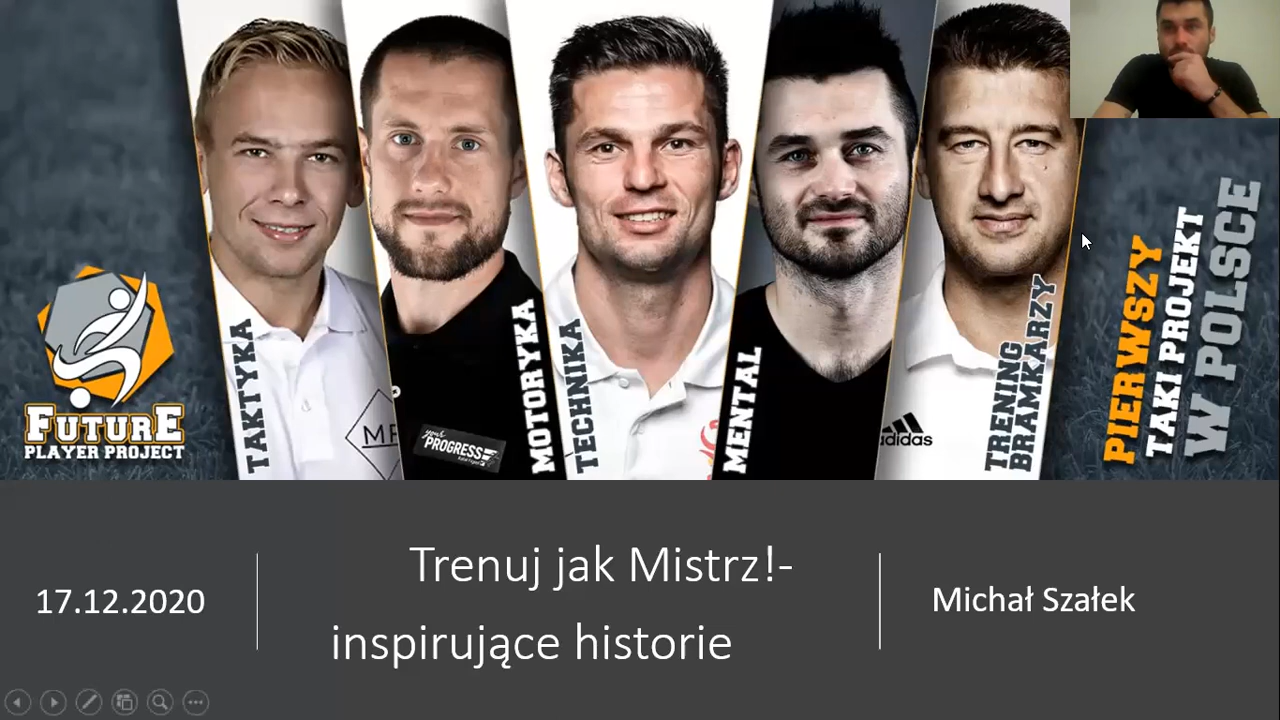 FUTURE
PLAYER PROJECT
TAKTYKA
your
PROGRESS
MOTORYKA
TECHNIKA
MENTAL
adidas
TRENING
BRAMKARZY
PIERWSZY
TAKI PROJEKT
W POLSCE
17.12.2020
Trenuj jak Mistrz!-
inspirujące historie
Michał Szałek